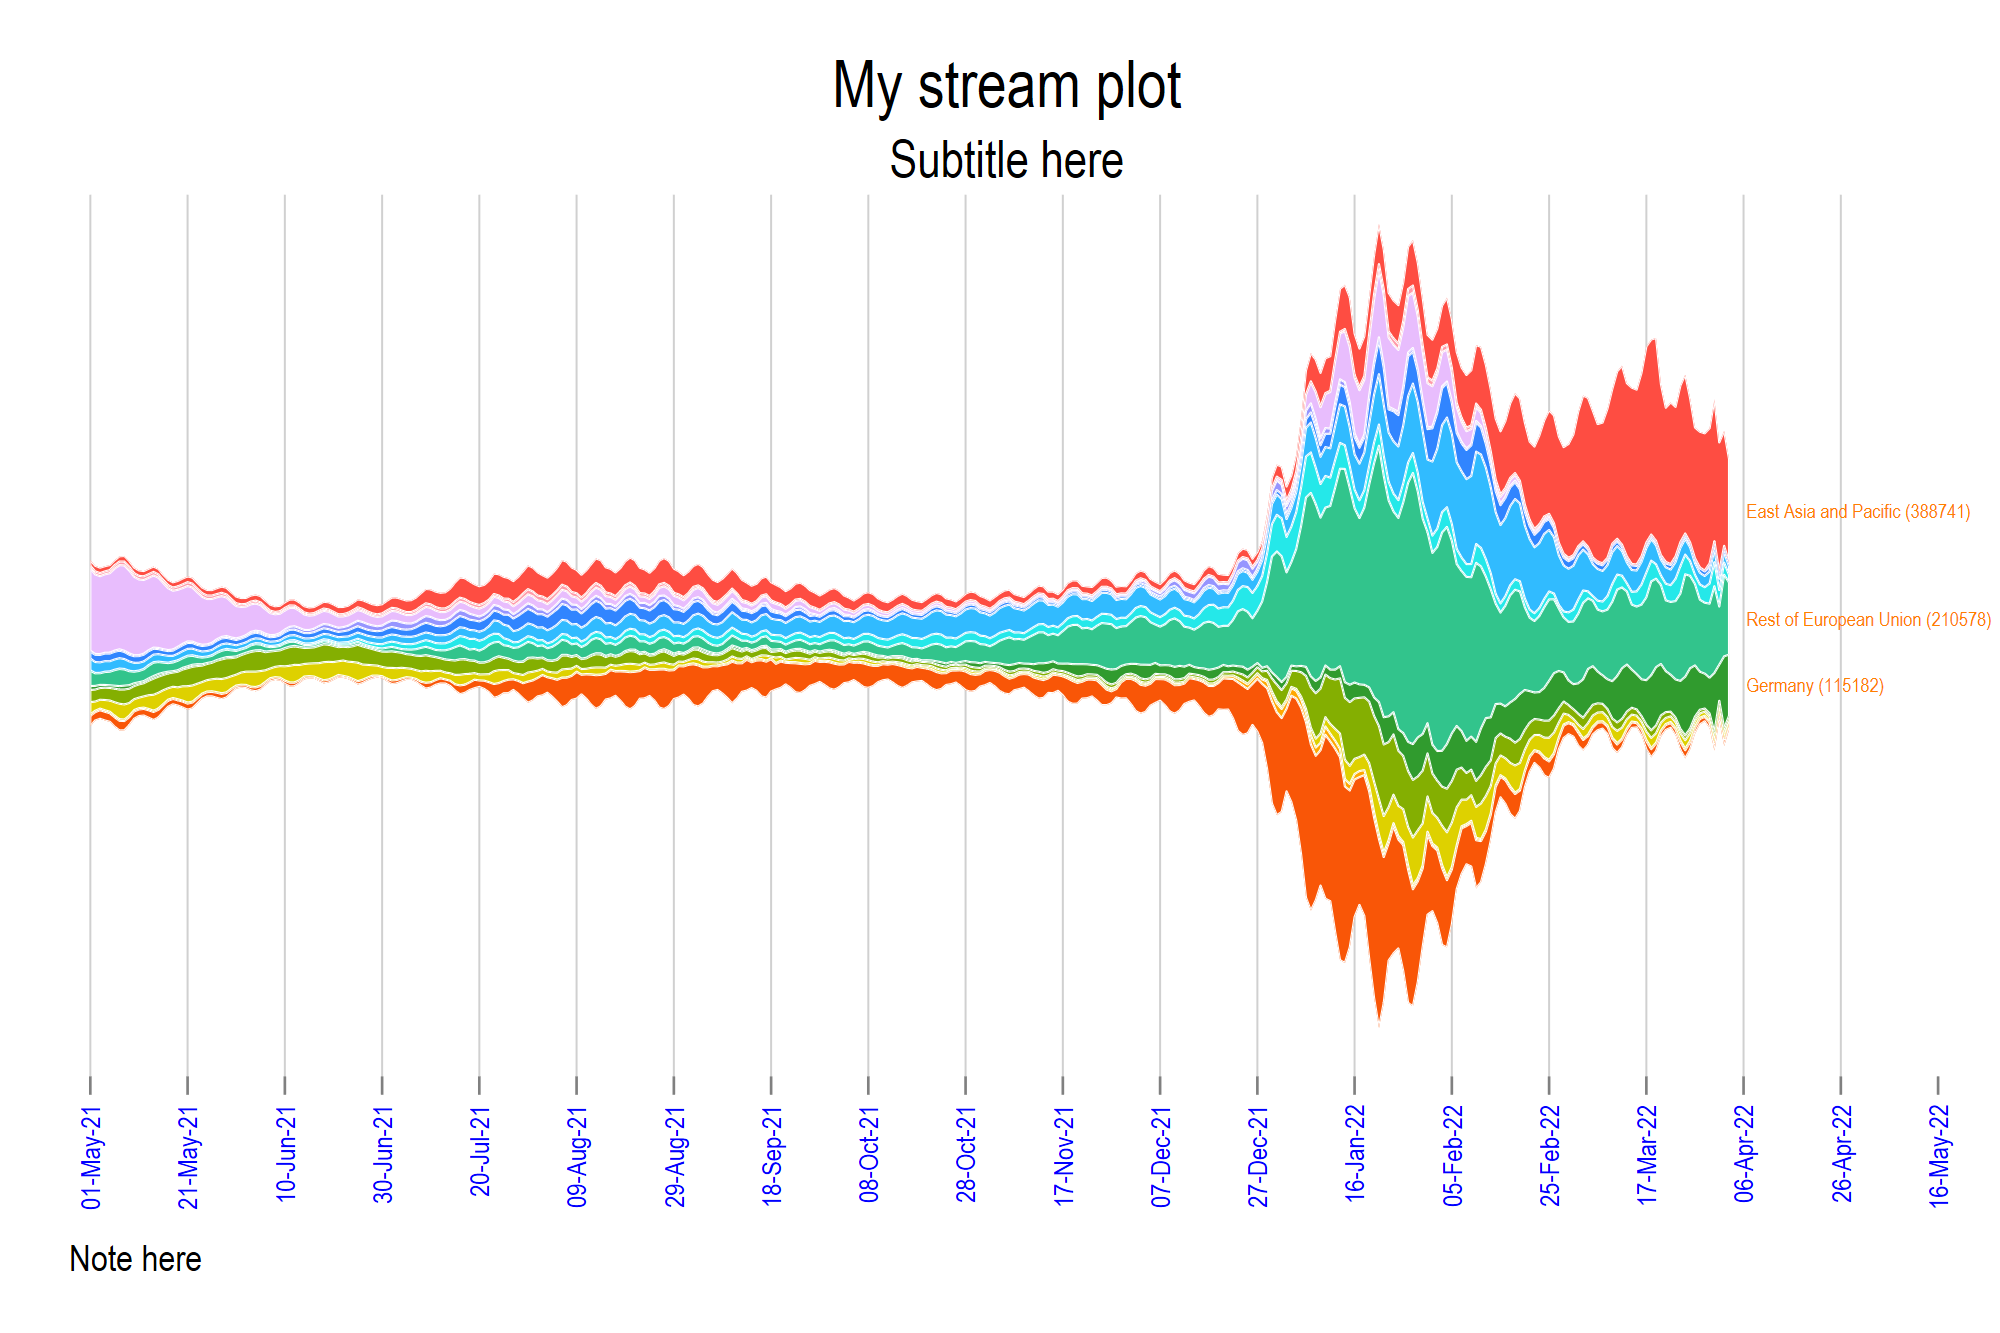 My stream plot
Subtitle here
East Asia and Pacific (388741)
Rest of European Union (210578)
Germany (115182)
01-May-21
21-May-21
10-Jun-21
30-Jun-21
20-Jul-21
09-Aug-21
29-Aug-21
18-Sep-21
08-Oct-21
28-Oct-21
17-Nov-21
07-Dec-21
27-Dec-21
16-Jan-22
05-Feb-22
25-Feb-22
17-Mar-22
06-Apr-22
26-Apr-22
16-May-22
Note here